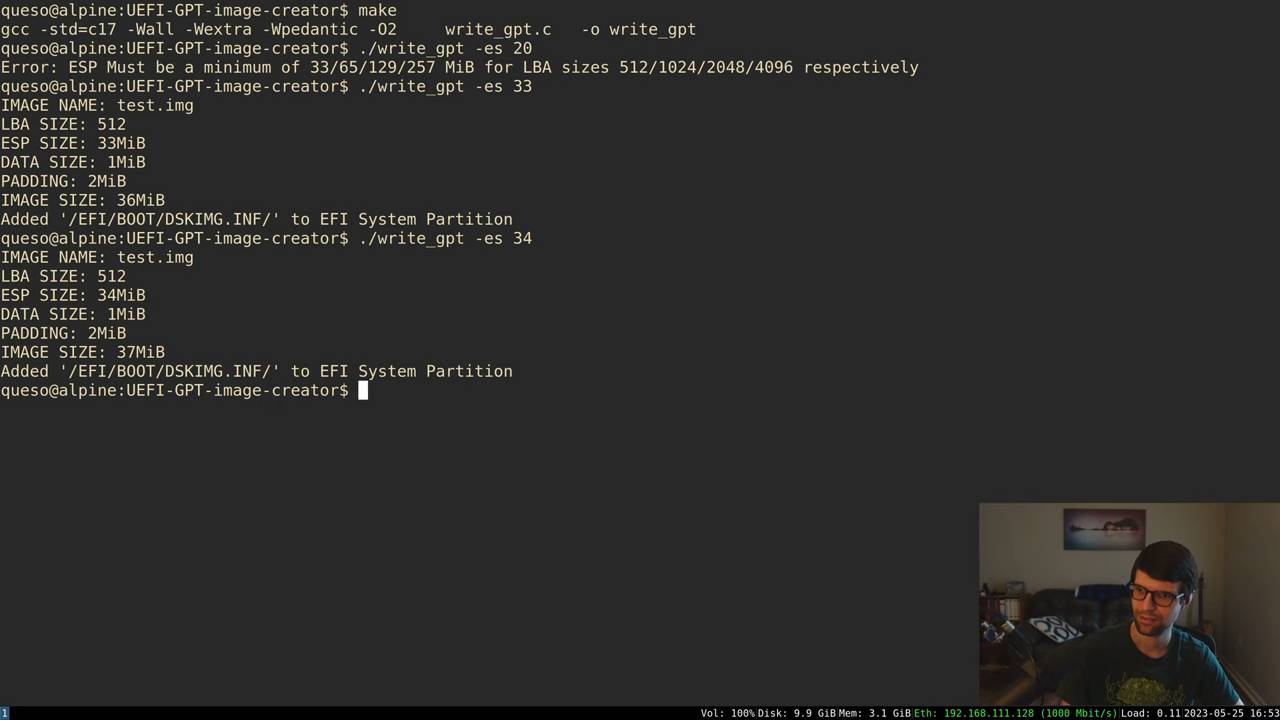 queso@alpine:UEFI-GPT-image-creator$ make
gcc -std=c17 -Wall -Wextra -Wpedantic -O2     write_gpt.c   -o write_gpt
queso@alpine:UEFI-GPT-image-creator$ ./write_gpt -es 20
Error: ESP Must be a minimum of 33/65/129/257 MiB for LBA sizes 512/1024/2048/4096 respectively
queso@alpine:UEFI-GPT-image-creator$ ./write_gpt -es 33
IMAGE NAME: test.img
LBA SIZE: 512
ESP SIZE: 33MiB
DATA SIZE: 1MiB
PADDING: 2MiB
IMAGE SIZE: 36MiB
Added '/EFI/BOOT/DSKIMG.INF/' to EFI System Partition
queso@alpine:UEFI-GPT-image-creator$ ./write_gpt -es 34
IMAGE NAME: test.img
LBA SIZE: 512
ESP SIZE: 34MiB
DATA SIZE: 1MiB
PADDING: 2MiB
IMAGE SIZE: 37MiB
Added '/EFI/BOOT/DSKIMG.INF/' to EFI System Partition
queso@alpine:UEFI-GPT-image-creator$
1 Vol: 100% Disk: 9.9 GiB Mem: 3.1 GiB Eth: 192.168.111.128 (1000 Mbit/s) Load: 0.11 2023-05-25 16:53